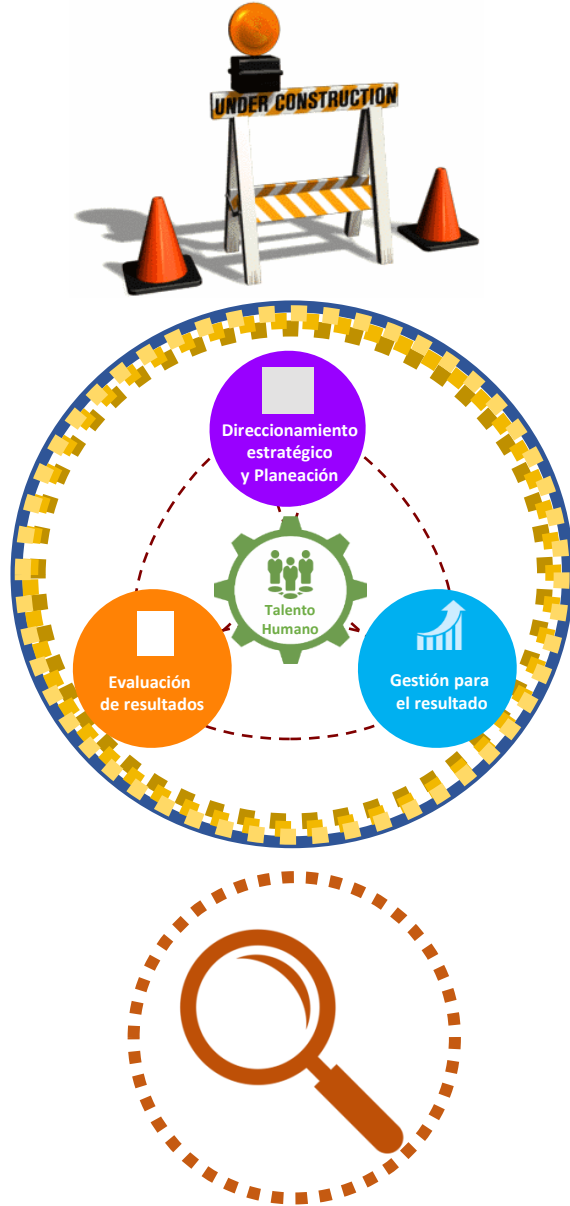 UNDER CONSTRUCTION
Direccionamiento
estratégico
y Planeación
Talento
Humano
Evaluación
de resultados
Gestión para
el resultado